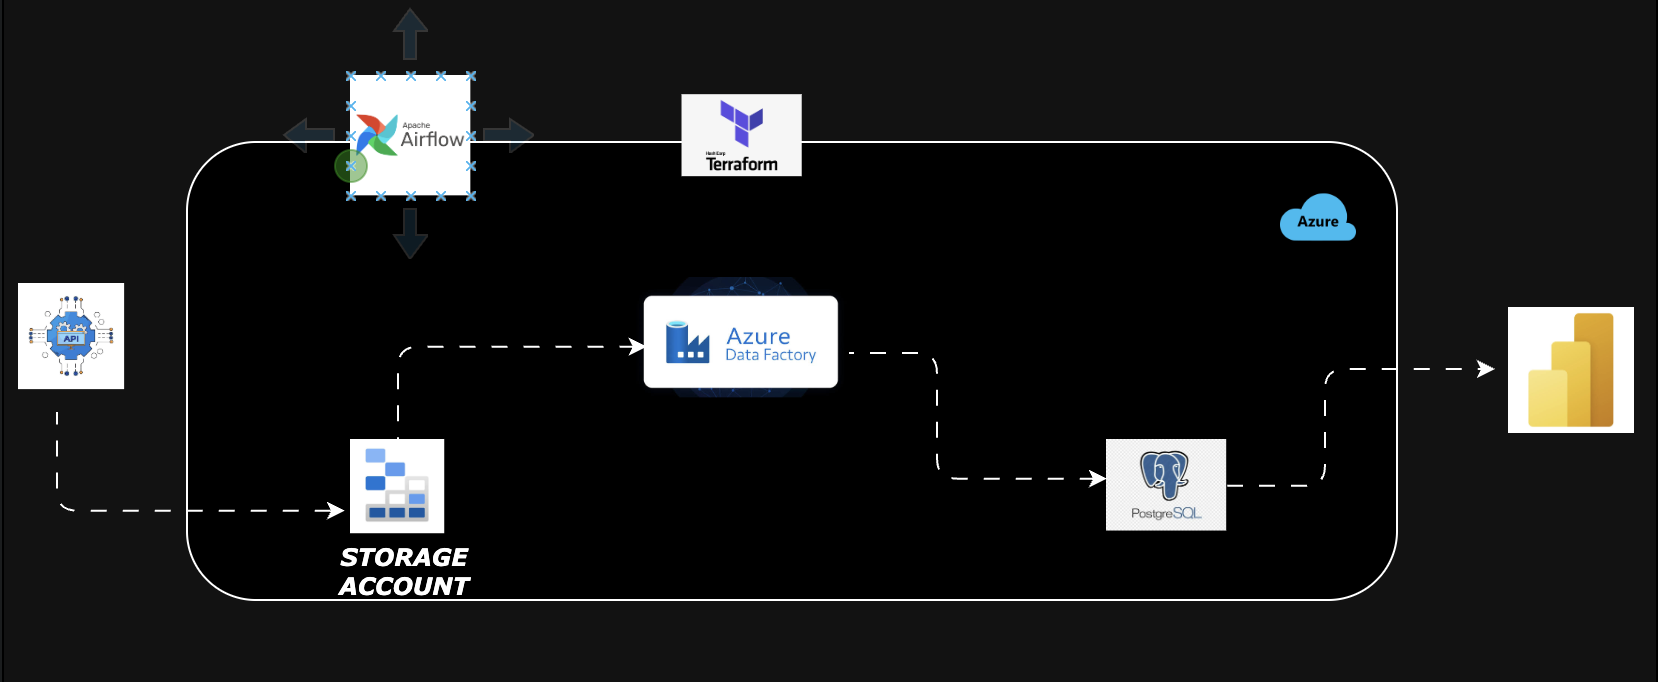 Apache
Airflow
HashiCorp
Terraform
Azure
API
Azure
Data Factory
PostgreSQL
STORAGE
ACCOUNT